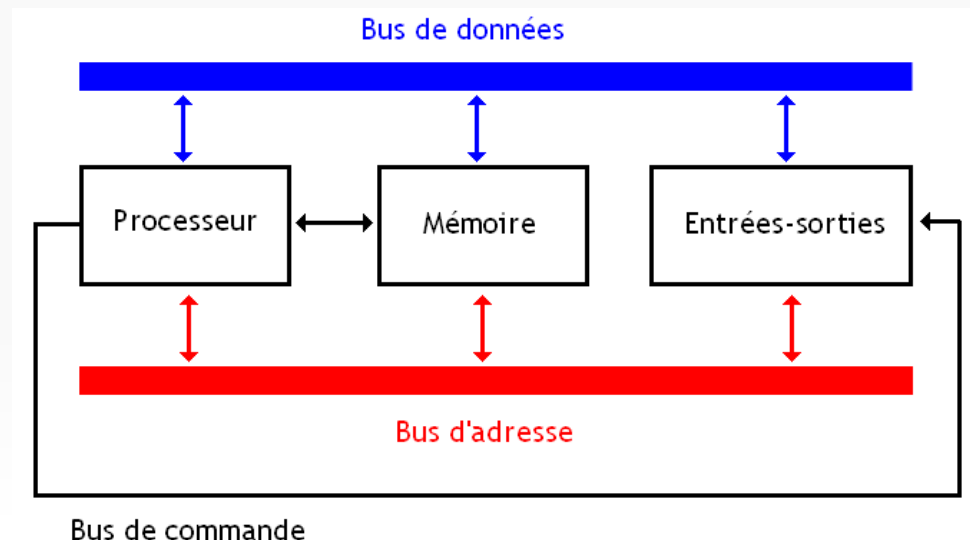 Bus de données
Processeur
Mémoire
Entrées-sorties
Bus d'adresse
Bus de commande